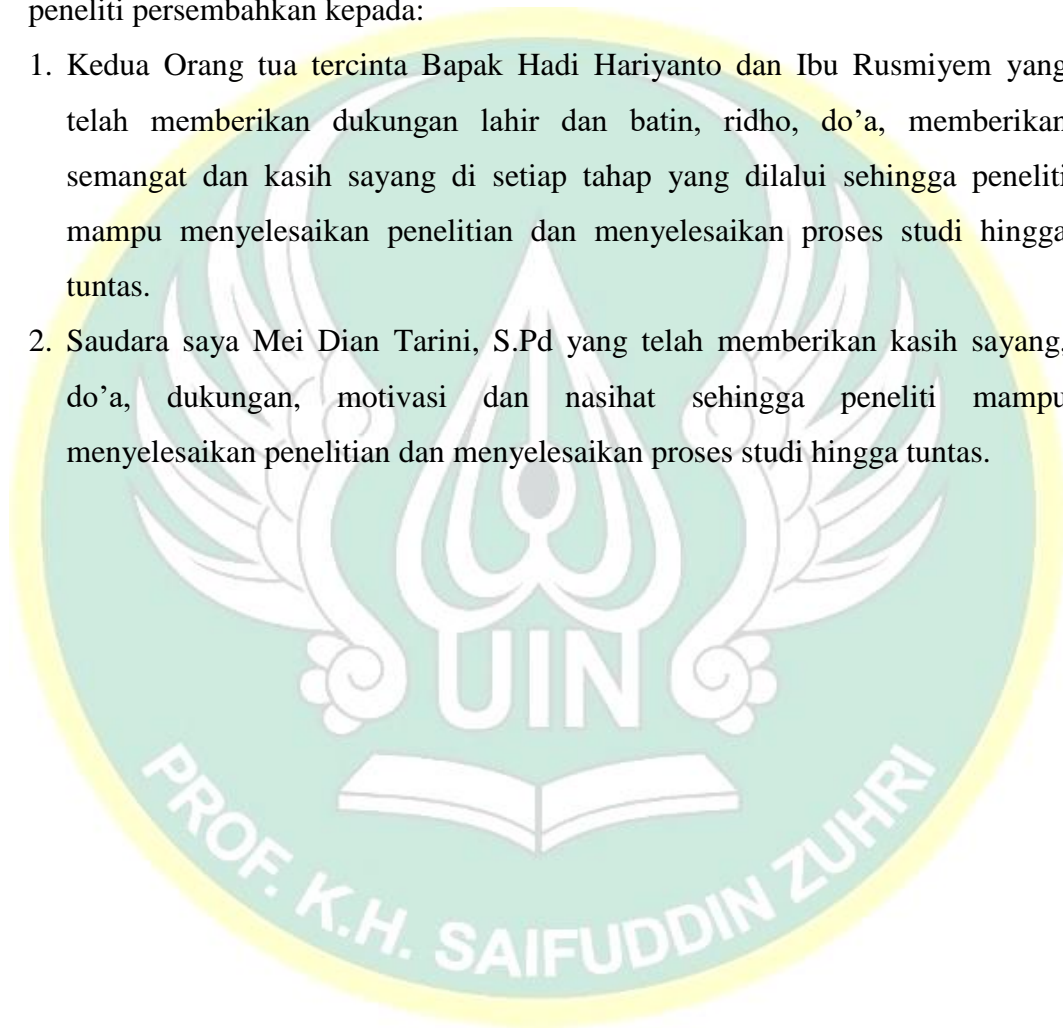 peneliti persembahkan kepada:
1. Kedua Orang tua tercinta Bapak Hadi Hariyanto dan Ibu Rusmiyem yang
telah memberikan dukungan lahir dan batin, ridho, do’a, memberikan
semangat dan kasih sayang di setiap tahap yang dilalui sehingga peneliti
mampu menyelesaikan penelitian dan menyelesaikan proses studi hingga
tuntas.
2. Saudara saya Mei Dian Tarini, S.Pd yang telah memberikan kasih sayang,
do’a, dukungan, motivasi dan nasihat sehingga peneliti mampu
menyelesaikan penelitian dan menyelesaikan proses studi hingga tuntas.
UIN
PROF. K.H. SAIFUDDIN ZUHRI